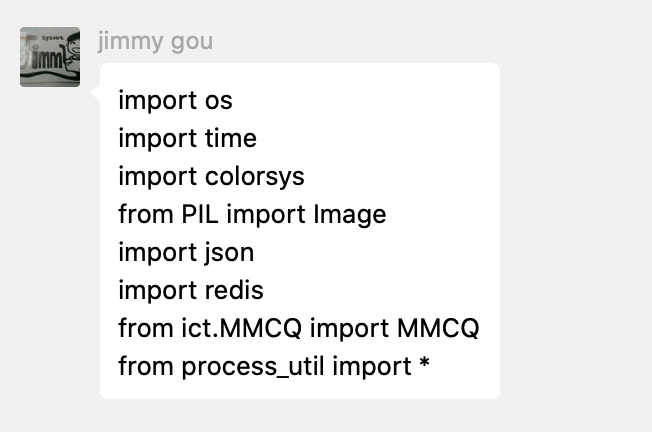 jimmy gou
import os
import time
import colorsys
from PIL import Image
import json
import redis
from ict.MMCQ import MMCQ
from process_util import *